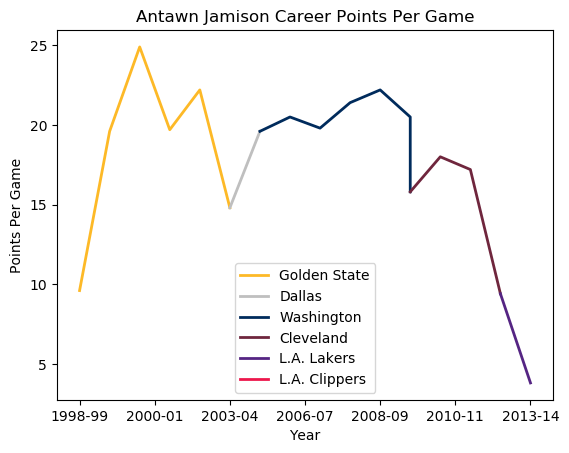 Antawn Jamison Career Points Per Game
Points Per Game
25
20
15
10
5
Golden State
Dallas
Washington
Cleveland
L.A. Lakers
L.A. Clippers
1998-99 2000-01 2003-04 2006-07 2008-09 2010-11 2013-14
Year